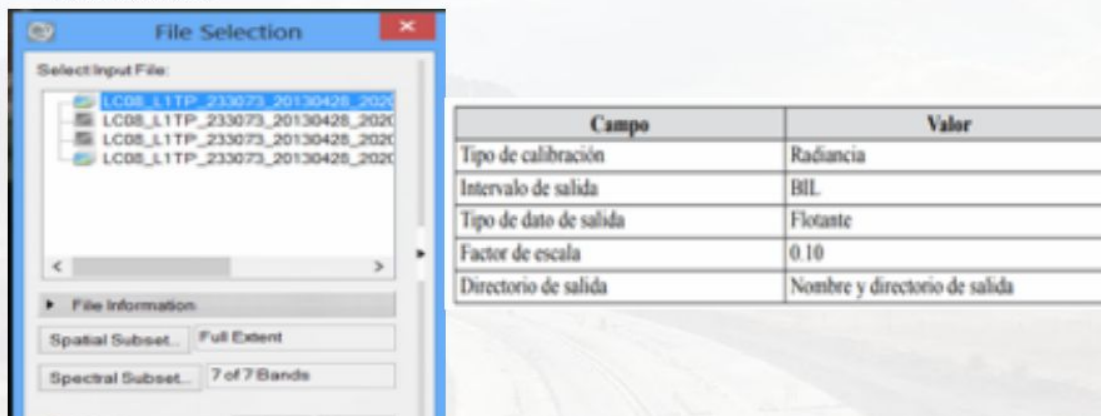 File Selection
Select Input File:
LC08_L1TP_233073_20130428_2020
LC08_L1TP_233073_20130428_2020
LC08_L1TP_233073_20130428_2020
LC08_L1TP_233073_20130428_2020
File Information
Spatial Subset... Full Extent
Spectral Subset... 7 of 7 Bands
Campo Valor
Tipo de calibración Radiancia
Intervalo de salida BIL
Tipo de dato de salida Flotante
Factor de escala 0.10
Directorio de salida Nombre y directorio de salida